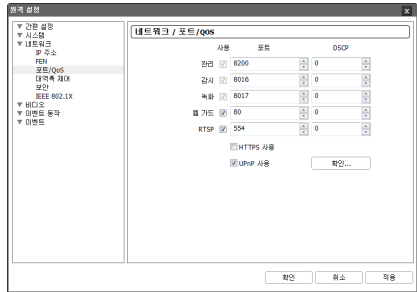 원격 설정
▼ 간편 설정
▼ 시스템
▼ 네트워크
IP 주소
FEN
포트/QoS
대역폭 제어
보안
IEEE 802.1X
▼ 비디오
▼ 이벤트 동작
▼ 이벤트
네트워크 / 포트/QoS
사용 포트 DSCP
관리 8200 0
감시 8016 0
녹화 8017 0
웹 가드 80 0
RTSP 554 0
HTTPS 사용
UPnP 사용 확인...
확인 취소 적용